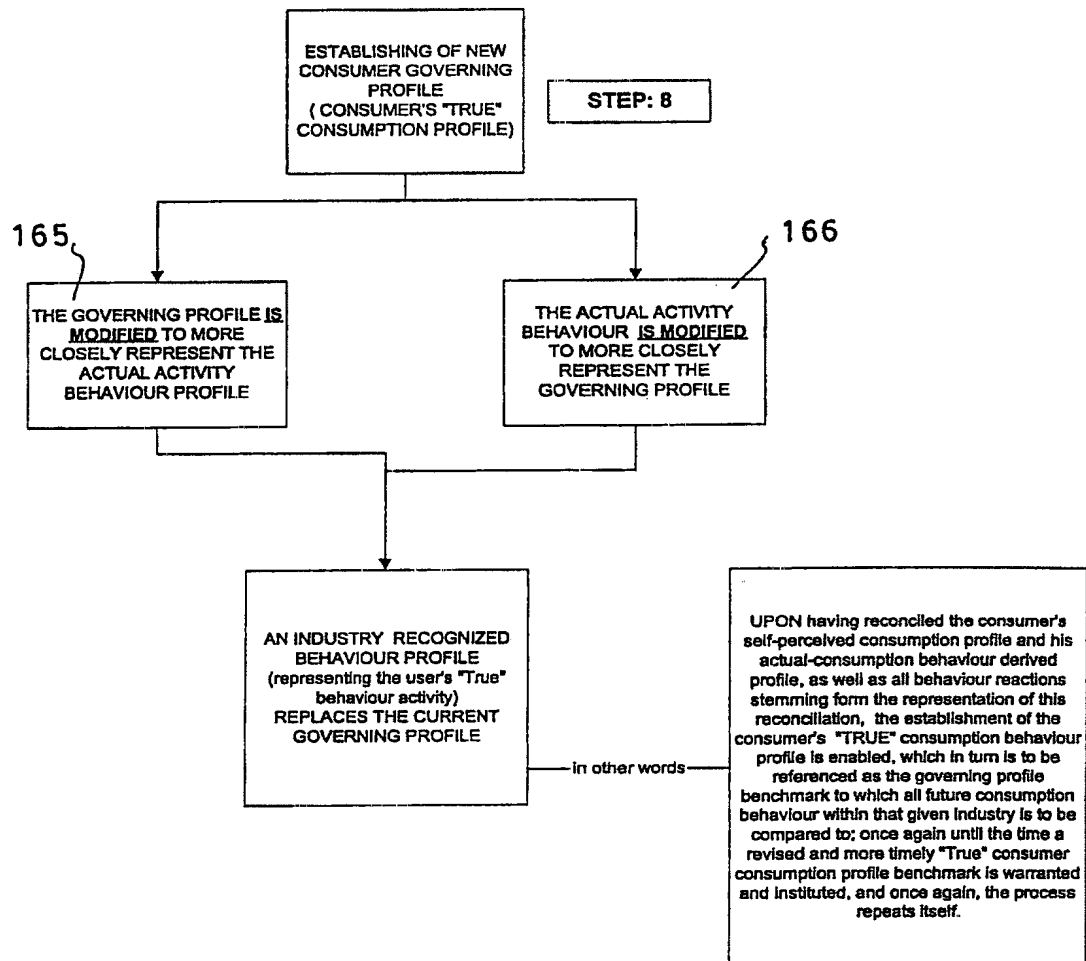 ESTABLISHING OF NEW
CONSUMER GOVERNING
PROFILE
( CONSUMER'S "TRUE"
CONSUMPTION PROFILE)
STEP: 8
165
166
THE GOVERNING PROFILE IS
MODIFIED TO MORE
CLOSELY REPRESENT THE
ACTUAL ACTIVITY
BEHAVIOUR PROFILE
THE ACTUAL ACTIVITY
BEHAVIOUR IS MODIFIED
TO MORE CLOSELY
REPRESENT THE
GOVERNING PROFILE
AN INDUSTRY RECOGNIZED
BEHAVIOUR PROFILE
(representing the user's "True"
behaviour activity)
REPLACES THE CURRENT
GOVERNING PROFILE
in other words
UPON having reconciled the consumer's
self-perceived consumption profile and his
actual-consumption behaviour derived
profile, as well as all behaviour reactions
stemming form the representation of this
reconciliation, the establishment of the
consumer's "TRUE" consumption behaviour
profile is enabled, which in turn is to be
referenced as the governing profile
benchmark to which all future consumption
behaviour within that given industry is to be
compared to; once again until the time a
revised and more timely "True" consumer
consumption profile benchmark is warranted
and instituted, and once again, the process
repeats itself.